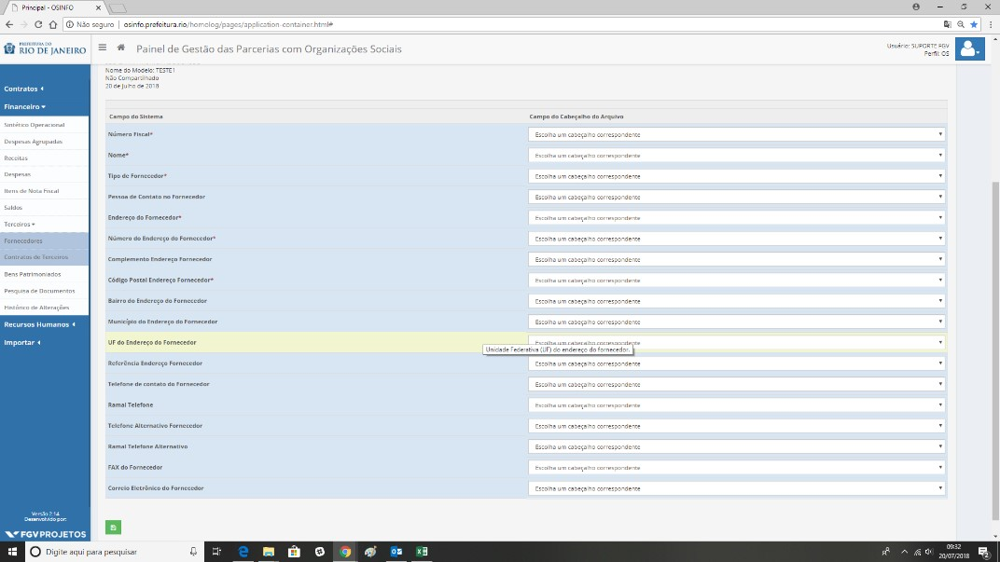 Principal - OSINFO
Não seguro | osinfo.prefeitura.rio/homolog/pages/application-container.html#
PREFEITURA DO
RIO DE JANEIRO
Painel de Gestão das Parcerias com Organizações Sociais
Usuário: SUPORTE FGV
Perfil: OS
Contratos
Financeiro
Sintético Operacional
Despesas Agrupadas
Receitas
Despesas
Itens de Nota Fiscal
Saldos
Terceiros
Fornecedores
Contratos de Terceiros
Bens Patrimoniados
Pesquisa de Documentos
Histórico de Alterações
Recursos Humanos
Importar
Versão 2.14
Desenvolvido por:
FGV PROJETOS
Nome do Modelo: TESTE1
Não Compartilhado
20 de julho de 2018
Campo do Sistema Campo do Cabeçalho do Arquivo
Número Fiscal* Escolha um cabeçalho correspondente
Nome* Escolha um cabeçalho correspondente
Tipo de Fornecedor* Escolha um cabeçalho correspondente
Pessoa de Contato no Fornecedor Escolha um cabeçalho correspondente
Endereço do Fornecedor* Escolha um cabeçalho correspondente
Número do Endereço do Fornecedor* Escolha um cabeçalho correspondente
Complemento Endereço Fornecedor Escolha um cabeçalho correspondente
Código Postal Endereço Fornecedor* Escolha um cabeçalho correspondente
Bairro do Endereço do Fornecedor Escolha um cabeçalho correspondente
Município do Endereço do Fornecedor Escolha um cabeçalho correspondente
UF do Endereço do Fornecedor Escolha um cabeçalho correspondente
Unidade Federativa (UF) do endereço do fornecedor.
Referência Endereço Fornecedor Escolha um cabeçalho correspondente
Telefone de contato do Fornecedor Escolha um cabeçalho correspondente
Ramal Telefone Escolha um cabeçalho correspondente
Telefone Alternativo Fornecedor Escolha um cabeçalho correspondente
Ramal Telefone Alternativo Escolha um cabeçalho correspondente
FAX do Fornecedor Escolha um cabeçalho correspondente
Correio Eletrônico do Fornecedor Escolha um cabeçalho correspondente
Digite aqui para pesquisar
09:32
20/07/2018